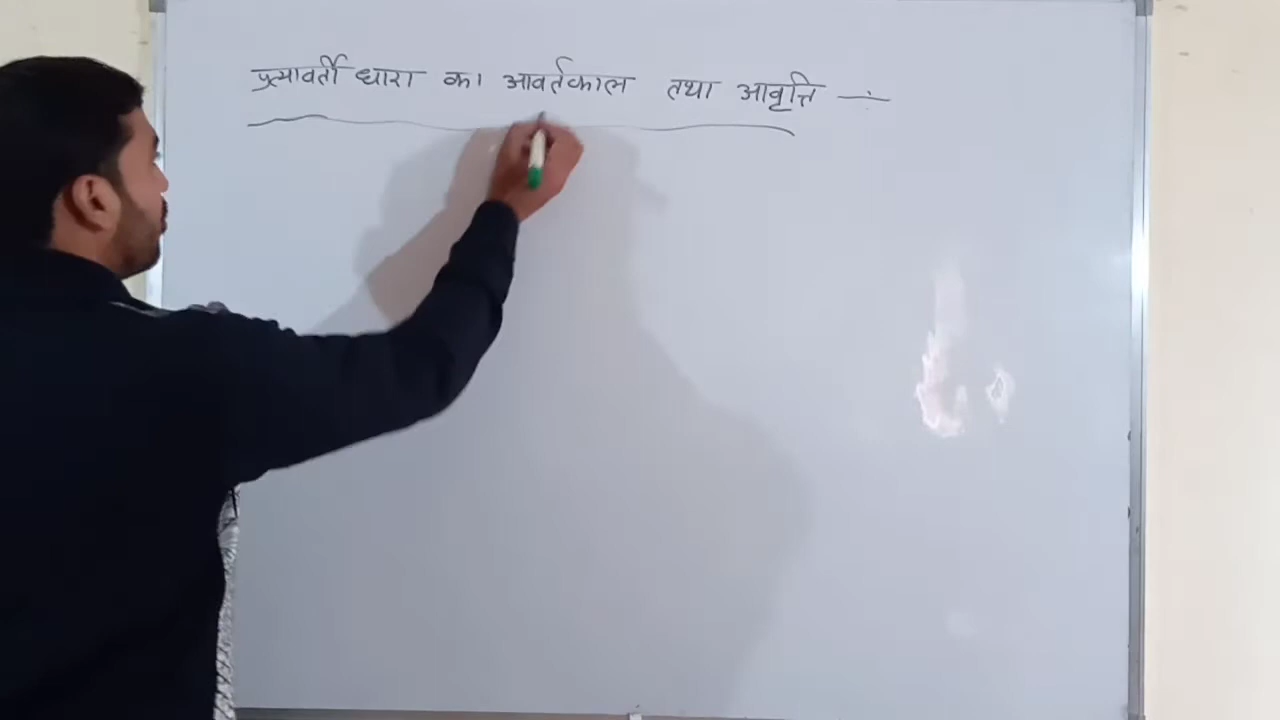 प्रत्यावर्ती धारा का आवर्तकाल तथा आवृत्ति ÷